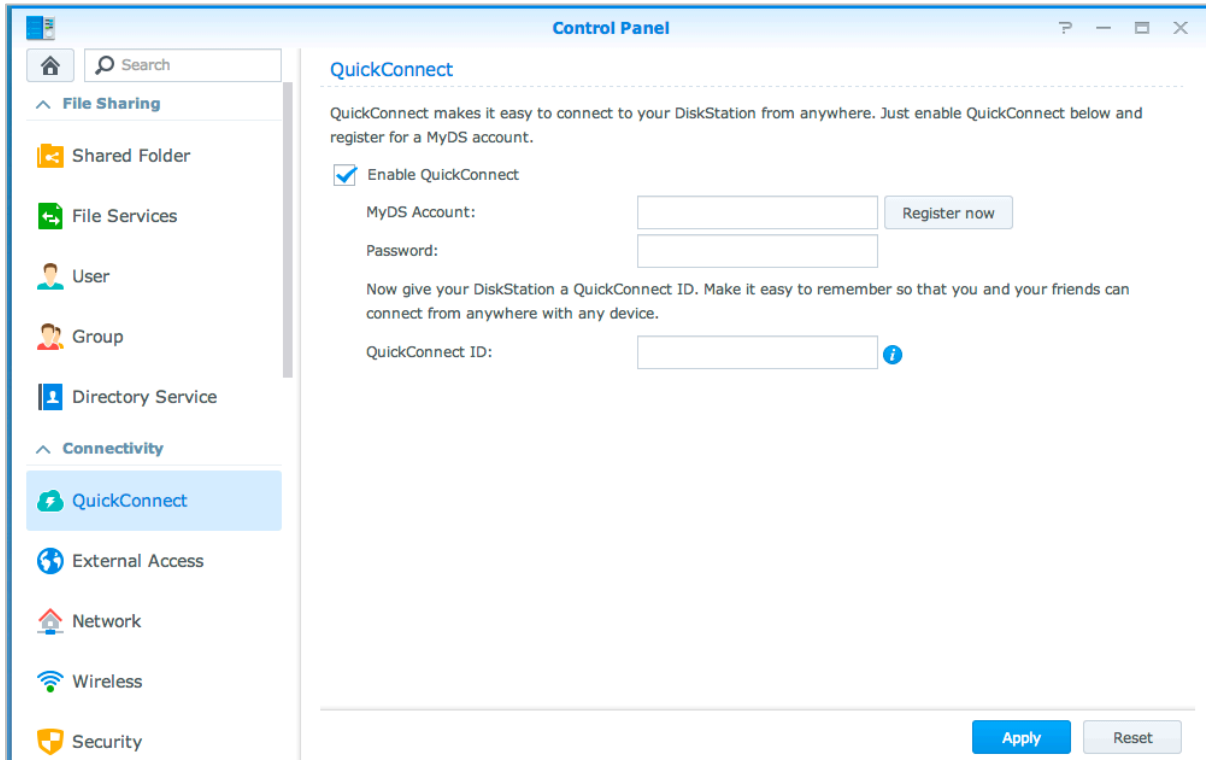 Control Panel
Search
File Sharing
Shared Folder
File Services
User
Group
Directory Service
Connectivity
QuickConnect
External Access
Network
Wireless
Security
QuickConnect
QuickConnect makes it easy to connect to your DiskStation from anywhere. Just enable QuickConnect below and
register for a MyDS account.
Enable QuickConnect
MyDS Account:
Register now
Password:
Now give your DiskStation a QuickConnect ID. Make it easy to remember so that you and your friends can
connect from anywhere with any device.
QuickConnect ID:
Apply
Reset